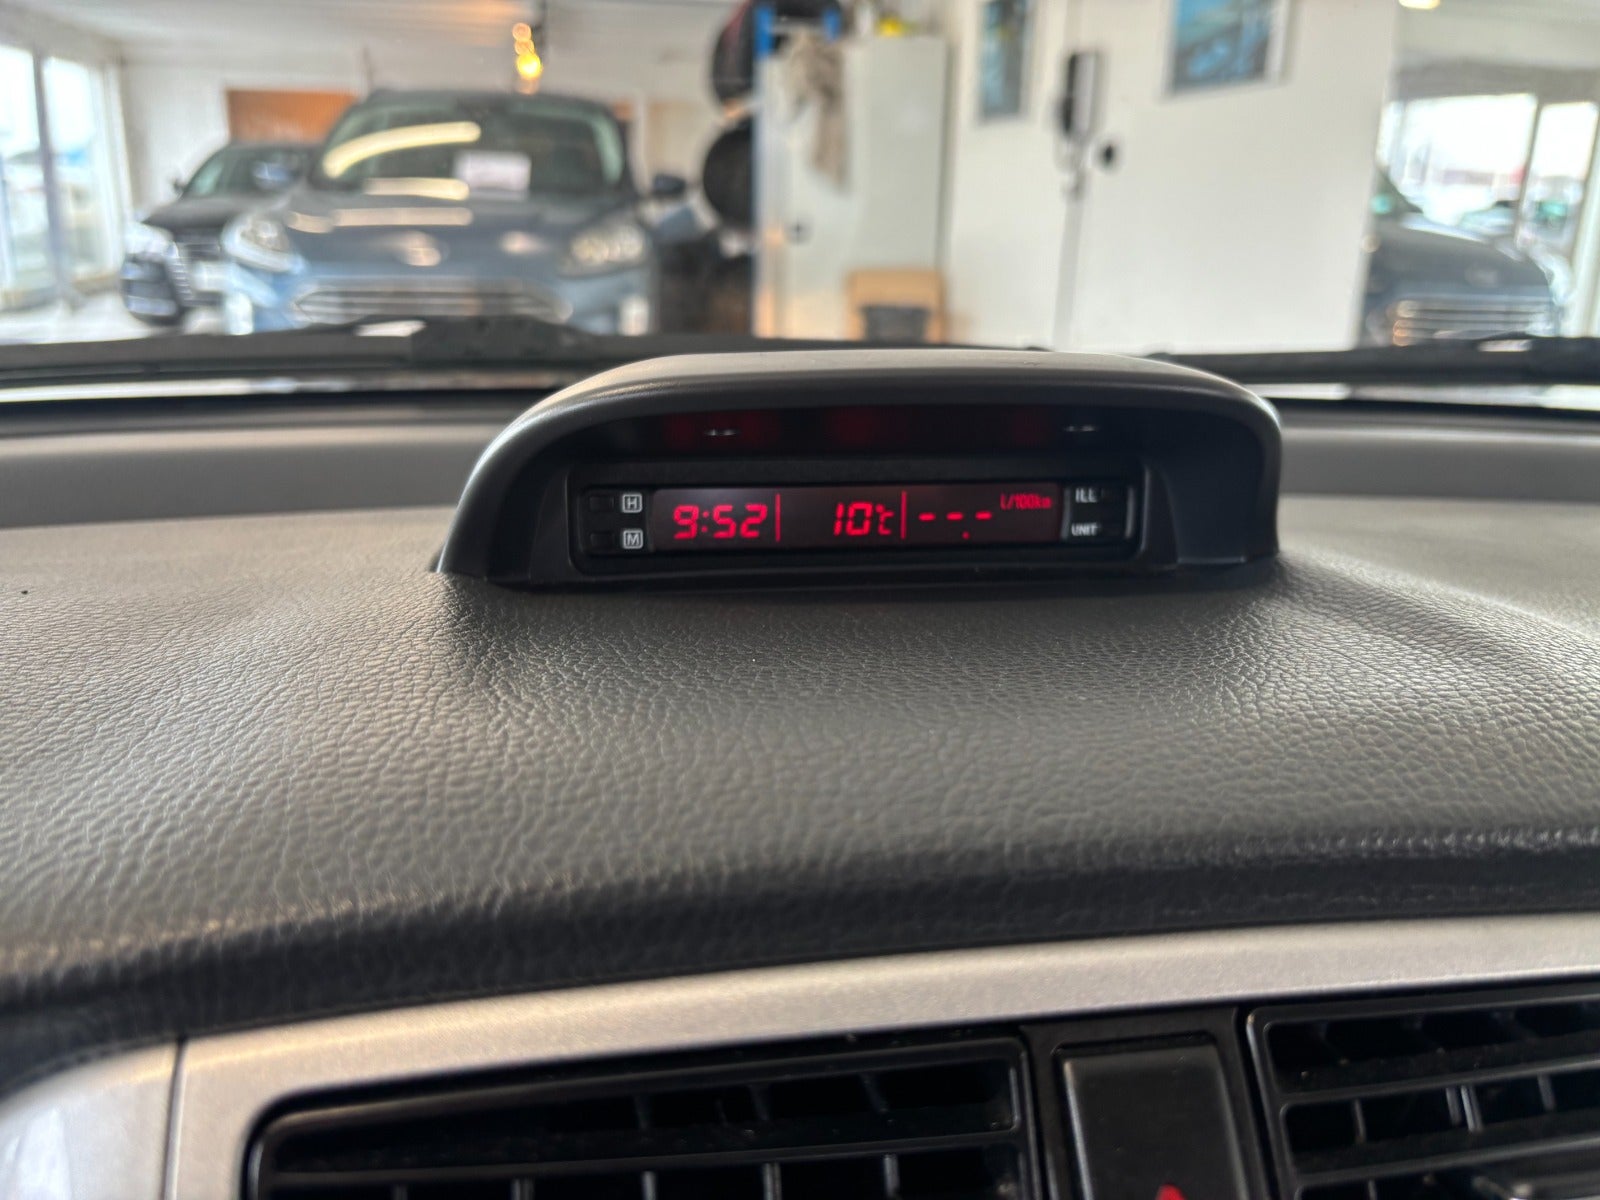 H 9:52 10°C --.- l/100km ILL
M UNIT